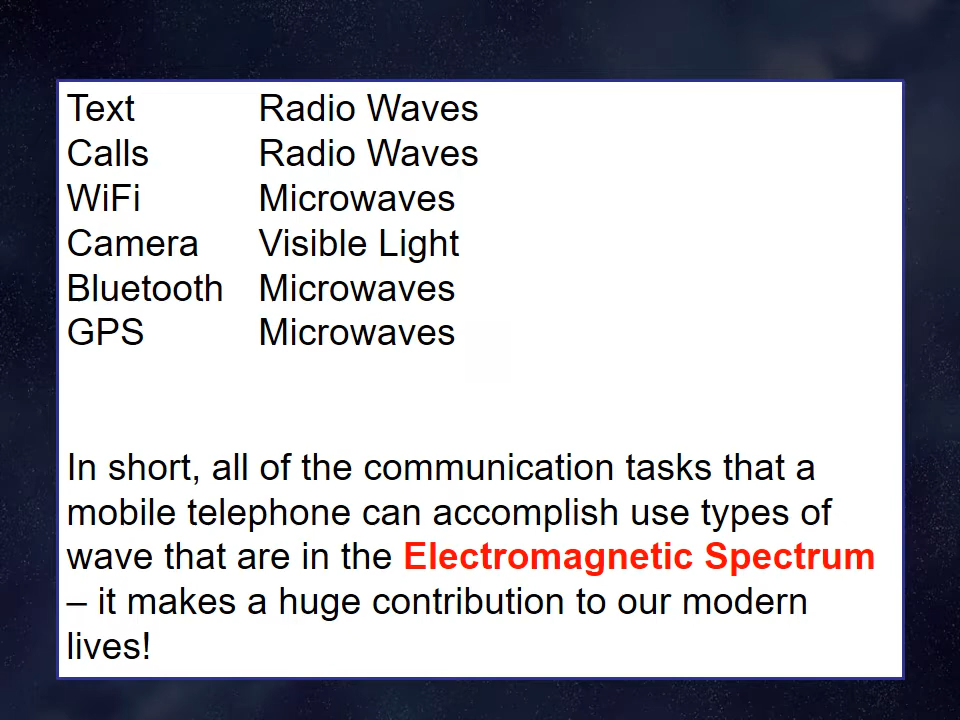 Text Radio Waves
Calls Radio Waves
WiFi Microwaves
Camera Visible Light
Bluetooth Microwaves
GPS Microwaves
In short, all of the communication tasks that a
mobile telephone can accomplish use types of
wave that are in the Electromagnetic Spectrum
– it makes a huge contribution to our modern
lives!